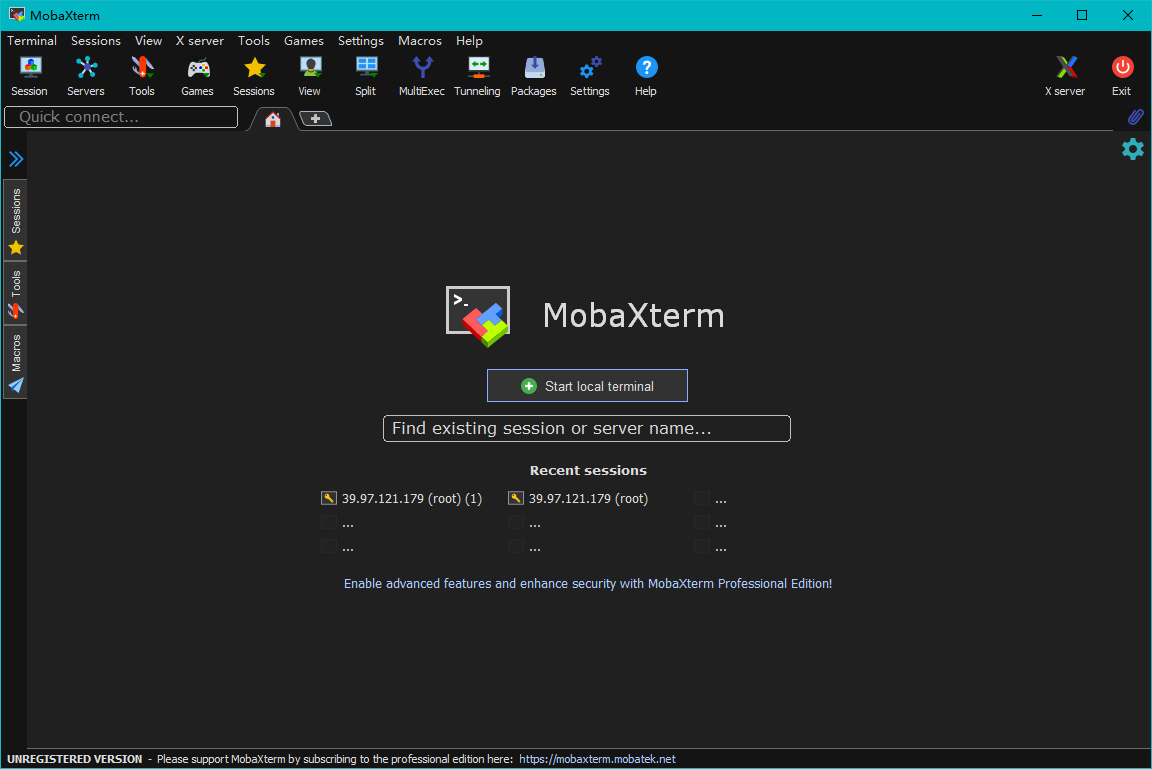 MobaXterm
Terminal Sessions View X server Tools Games Settings Macros Help
Session Servers Tools Games Sessions View Split MultiExec Tunneling Packages Settings Help X server Exit
Quick connect...
Sessions
Tools
Macros
>_
MobaXterm
Start local terminal
Find existing session or server name...
Recent sessions
39.97.121.179 (root) (1) 39.97.121.179 (root) ...
... ... ...
... ... ...
Enable advanced features and enhance security with MobaXterm Professional Edition!
UNREGISTERED VERSION - Please support MobaXterm by subscribing to the professional edition here: https://mobaxterm.mobatek.net